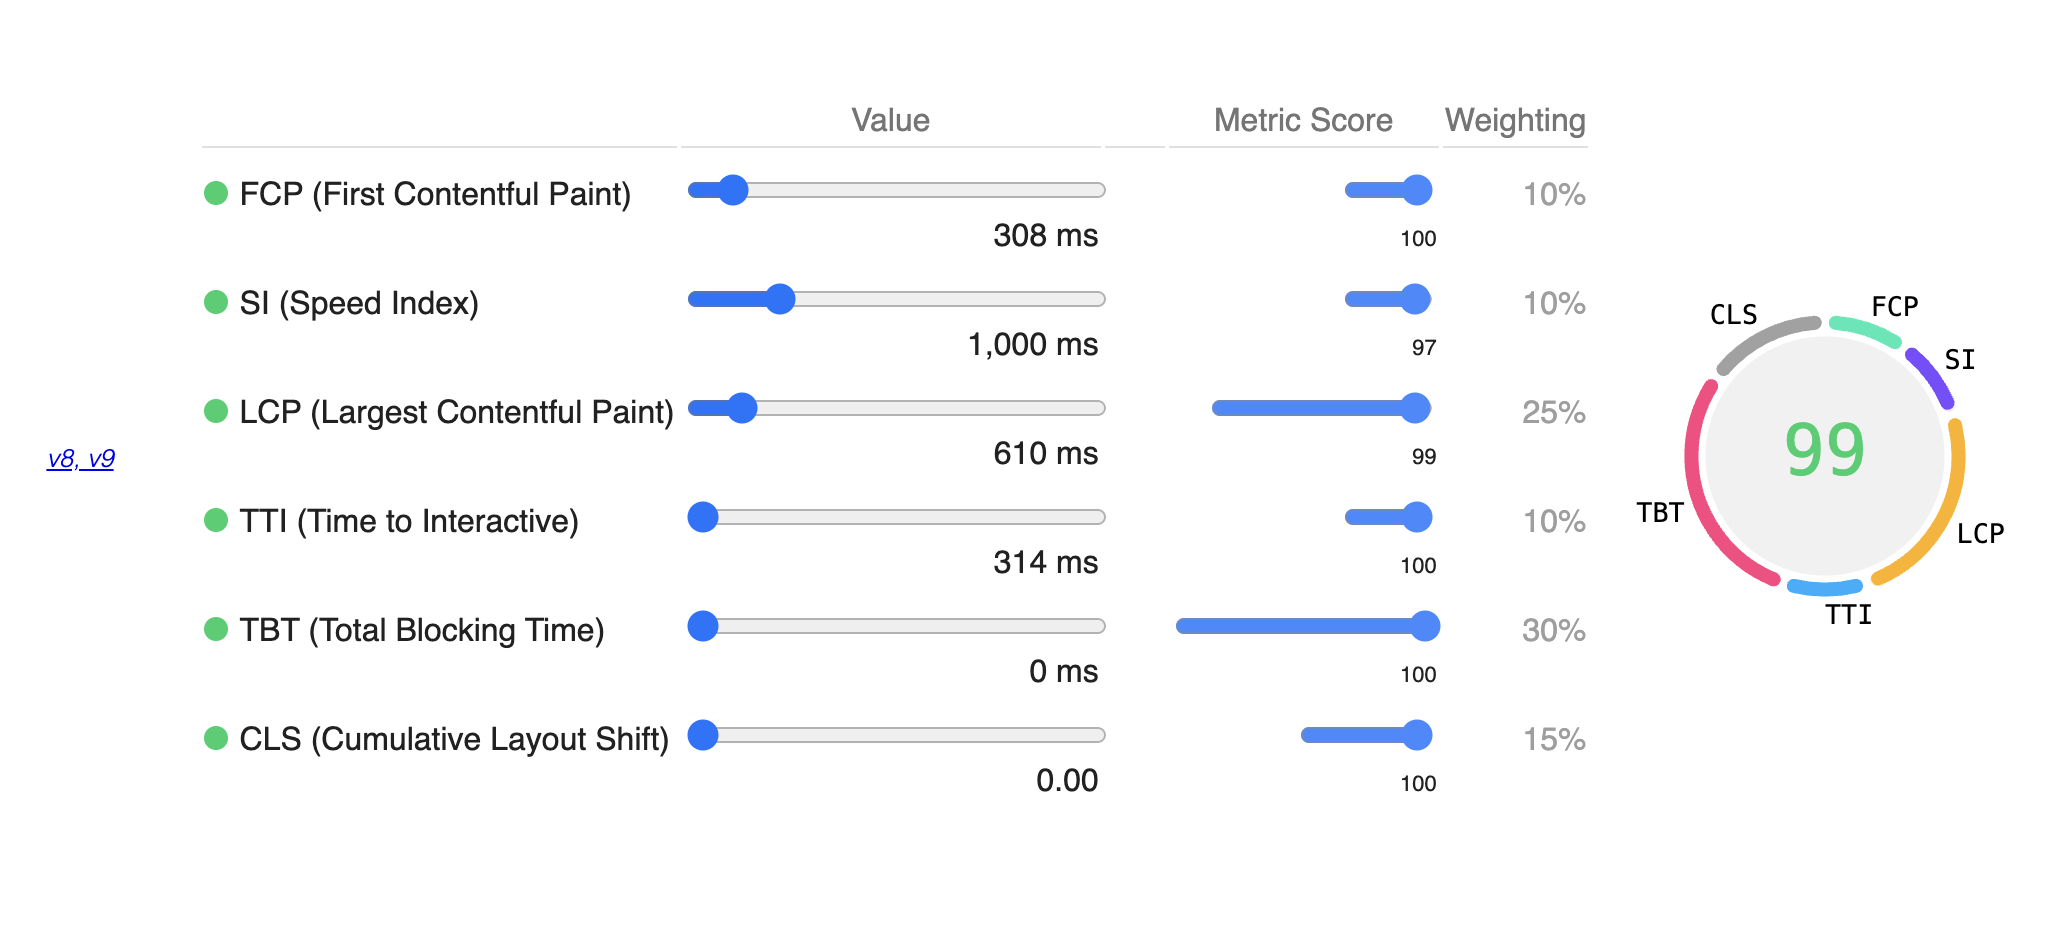 Value Metric Score Weighting
FCP (First Contentful Paint) 10%
308 ms 100
SI (Speed Index) 10%
1,000 ms 97
LCP (Largest Contentful Paint) 25%
610 ms 99
v8, v9
TTI (Time to Interactive) 10%
314 ms 100
TBT (Total Blocking Time) 30%
0 ms 100
CLS (Cumulative Layout Shift) 15%
0.00 100
CLS
FCP
SI
99
TBT
LCP
TTI